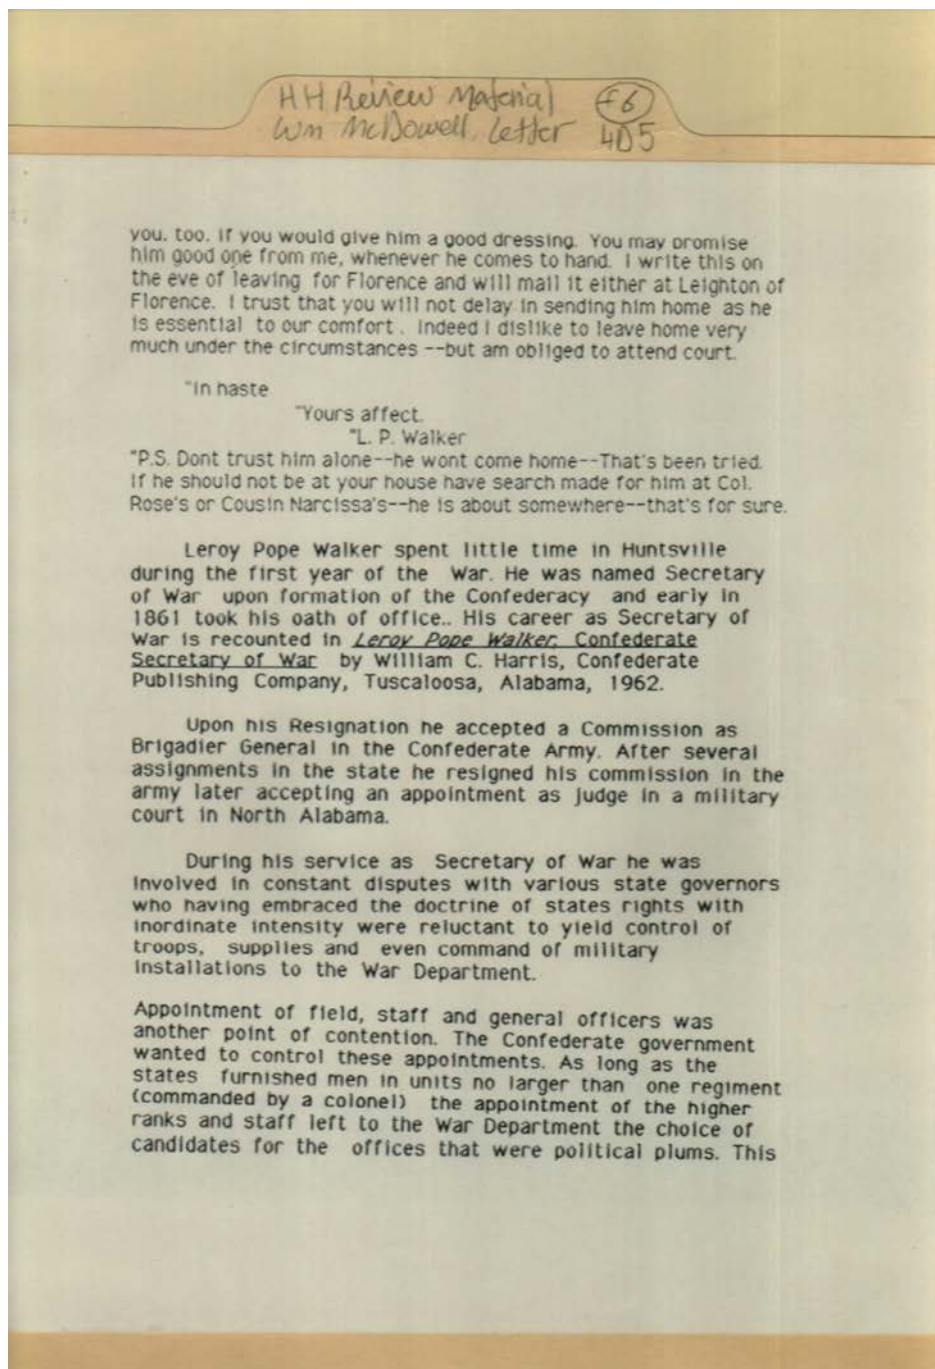 HH Review Material f6
Wm McDowell Letter 4D5
you, too, if you would give him a good dressing. You may promise
him good one from me, whenever he comes to hand. I write this on
the eve of leaving for Florence and will mail it either at Leighton of
Florence. I trust that you will not delay in sending him home as he
is essential to our comfort . Indeed I dislike to leave home very
much under the circumstances --but am obliged to attend court.
"In haste
"Yours affect.
"L. P. Walker
"P.S. Dont trust him alone--he wont come home--That's been tried.
If he should not be at your house have search made for him at Col.
Rose's or Cousin Narcissa's--he is about somewhere--that's for sure.
Leroy Pope Walker spent little time in Huntsville
during the first year of the War. He was named Secretary
of War upon formation of the Confederacy and early in
1861 took his oath of office.. His career as Secretary of
War is recounted in Leroy Pope Walker, Confederate
Secretary of War by William C. Harris, Confederate
Publishing Company, Tuscaloosa, Alabama, 1962.
Upon his Resignation he accepted a Commission as
Brigadier General in the Confederate Army. After several
assignments in the state he resigned his commission in the
army later accepting an appointment as judge in a military
court in North Alabama.
During his service as Secretary of War he was
involved in constant disputes with various state governors
who having embraced the doctrine of states rights with
inordinate intensity were reluctant to yield control of
troops, supplies and even command of military
installations to the War Department.
Appointment of field, staff and general officers was
another point of contention. The Confederate government
wanted to control these appointments. As long as the
states furnished men in units no larger than one regiment
(commanded by a colonel) the appointment of the higher
ranks and staff left to the War Department the choice of
candidates for the offices that were political plums. This